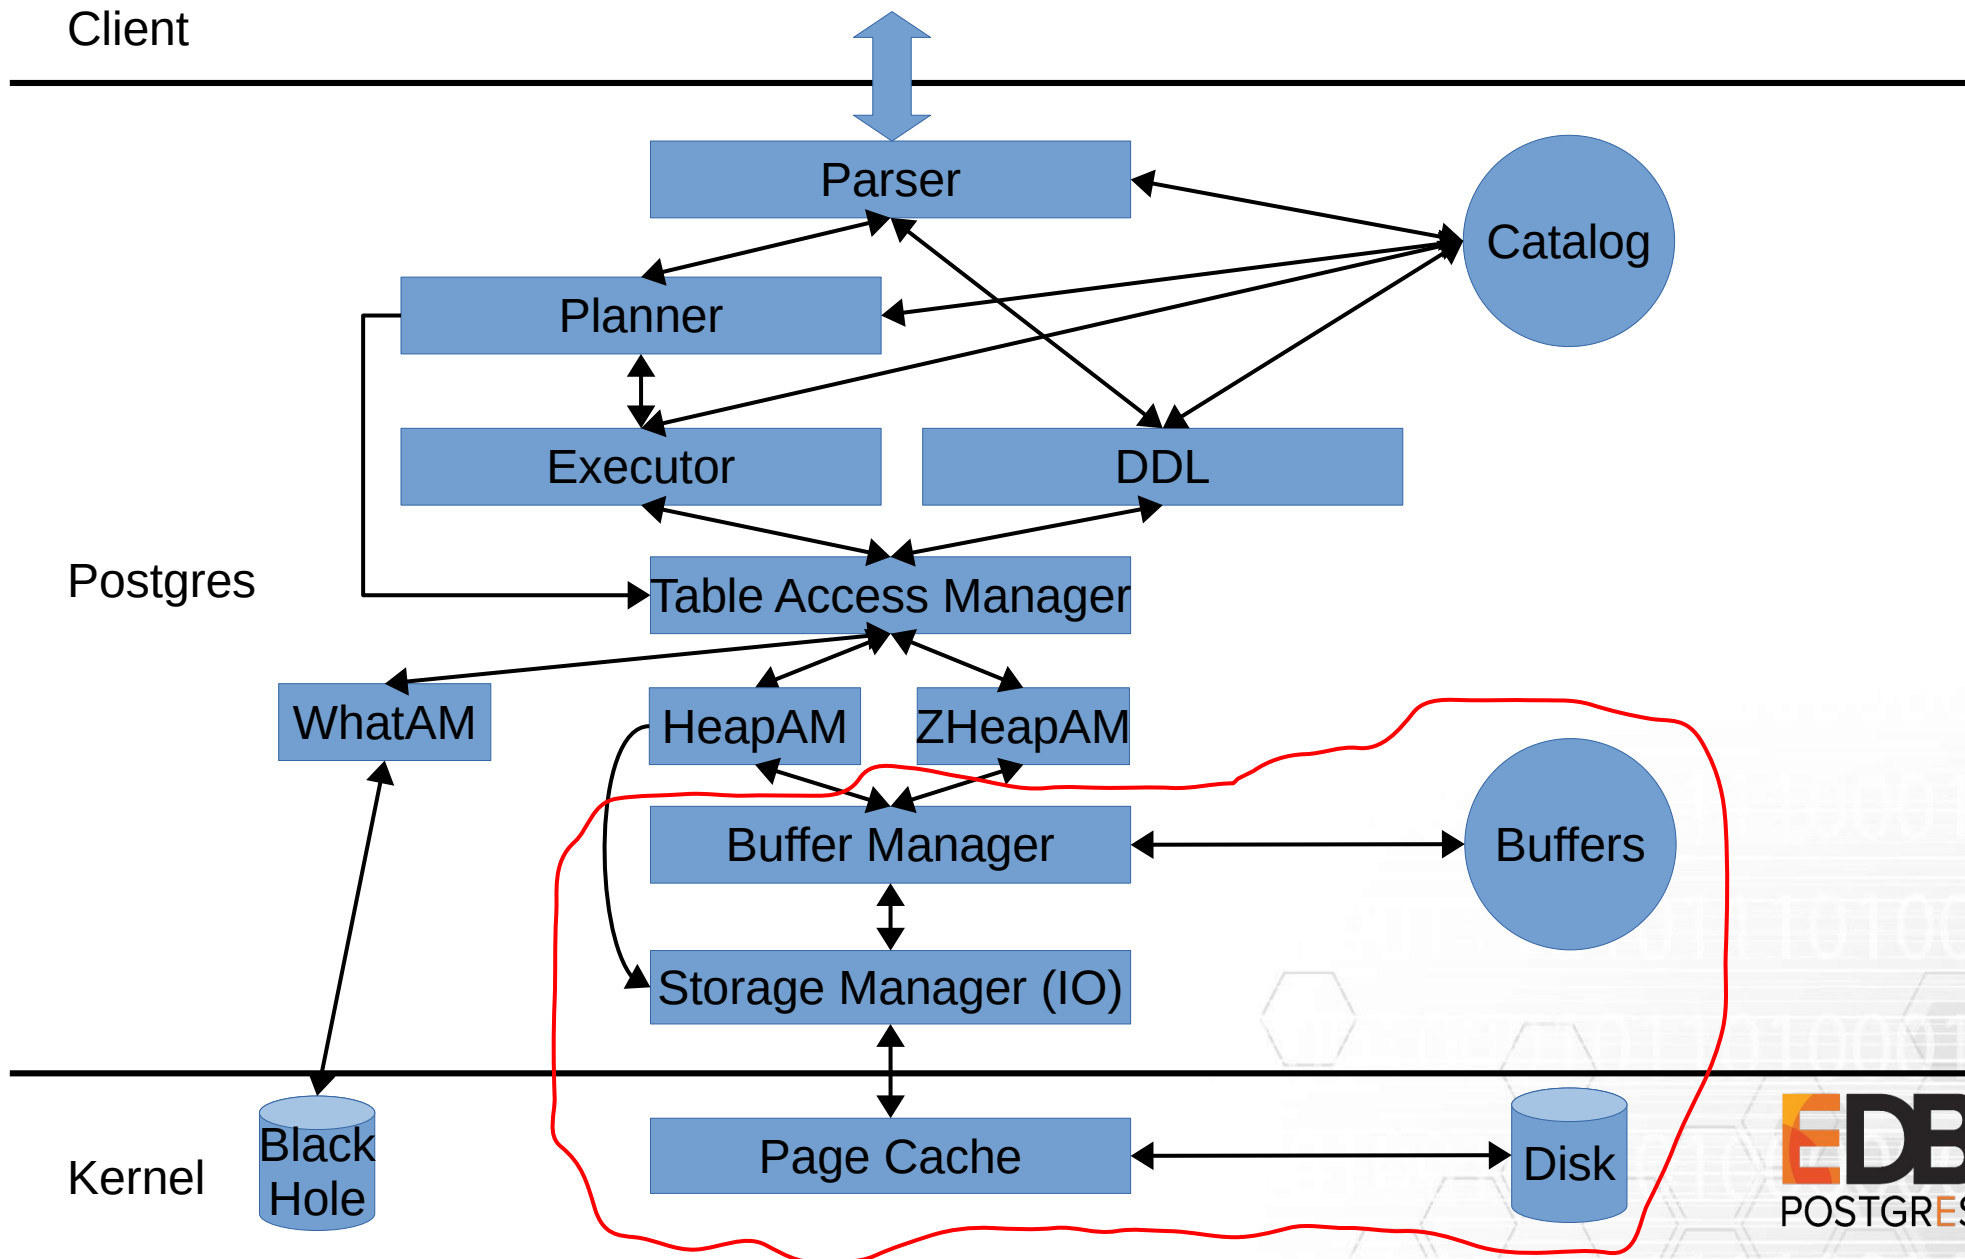 Client
Parser
Catalog
Planner
Executor
DDL
Postgres
Table Access Manager
WhatAM
HeapAM
ZHeapAM
Buffer Manager
Buffers
Storage Manager (IO)
Kernel
Black
Hole
Page Cache
Disk
EDB
POSTGRES